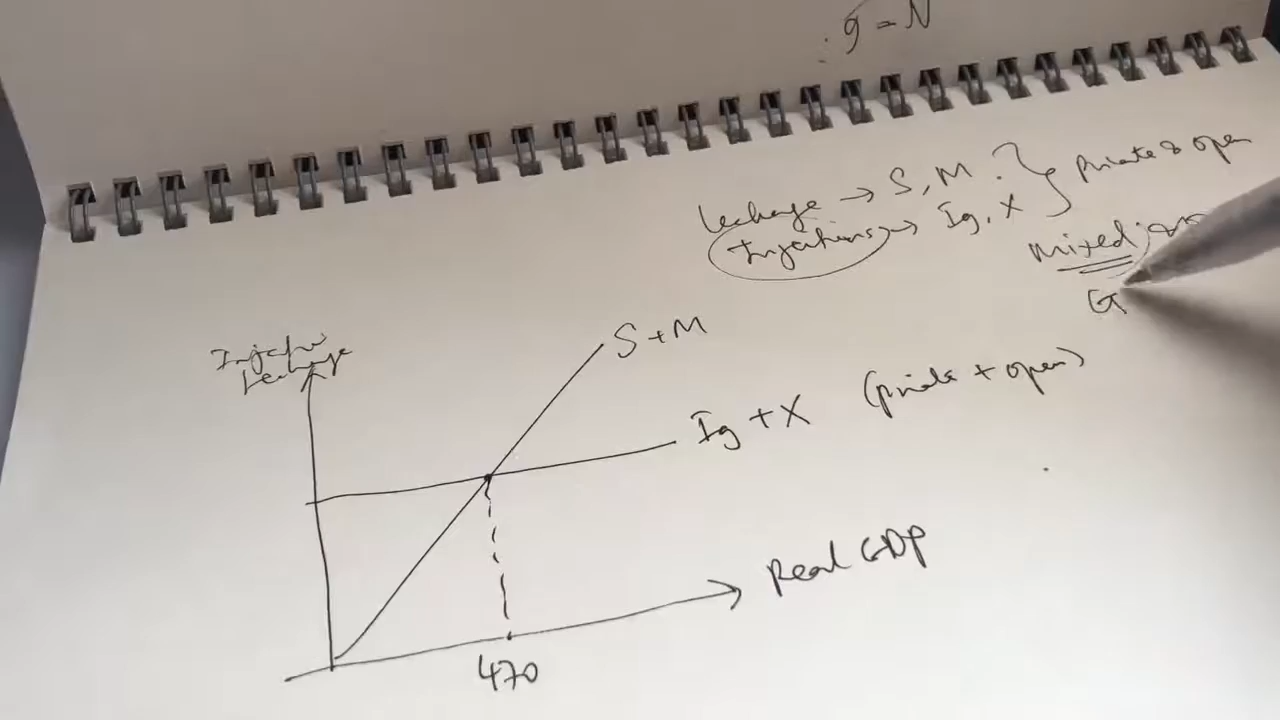 g = N
Leakage → S, M. } Private & open
Injections → Ig, X
Mixed
G
Injection
Leakage
S+M
Ig + X (private + open)
Real GDP
470